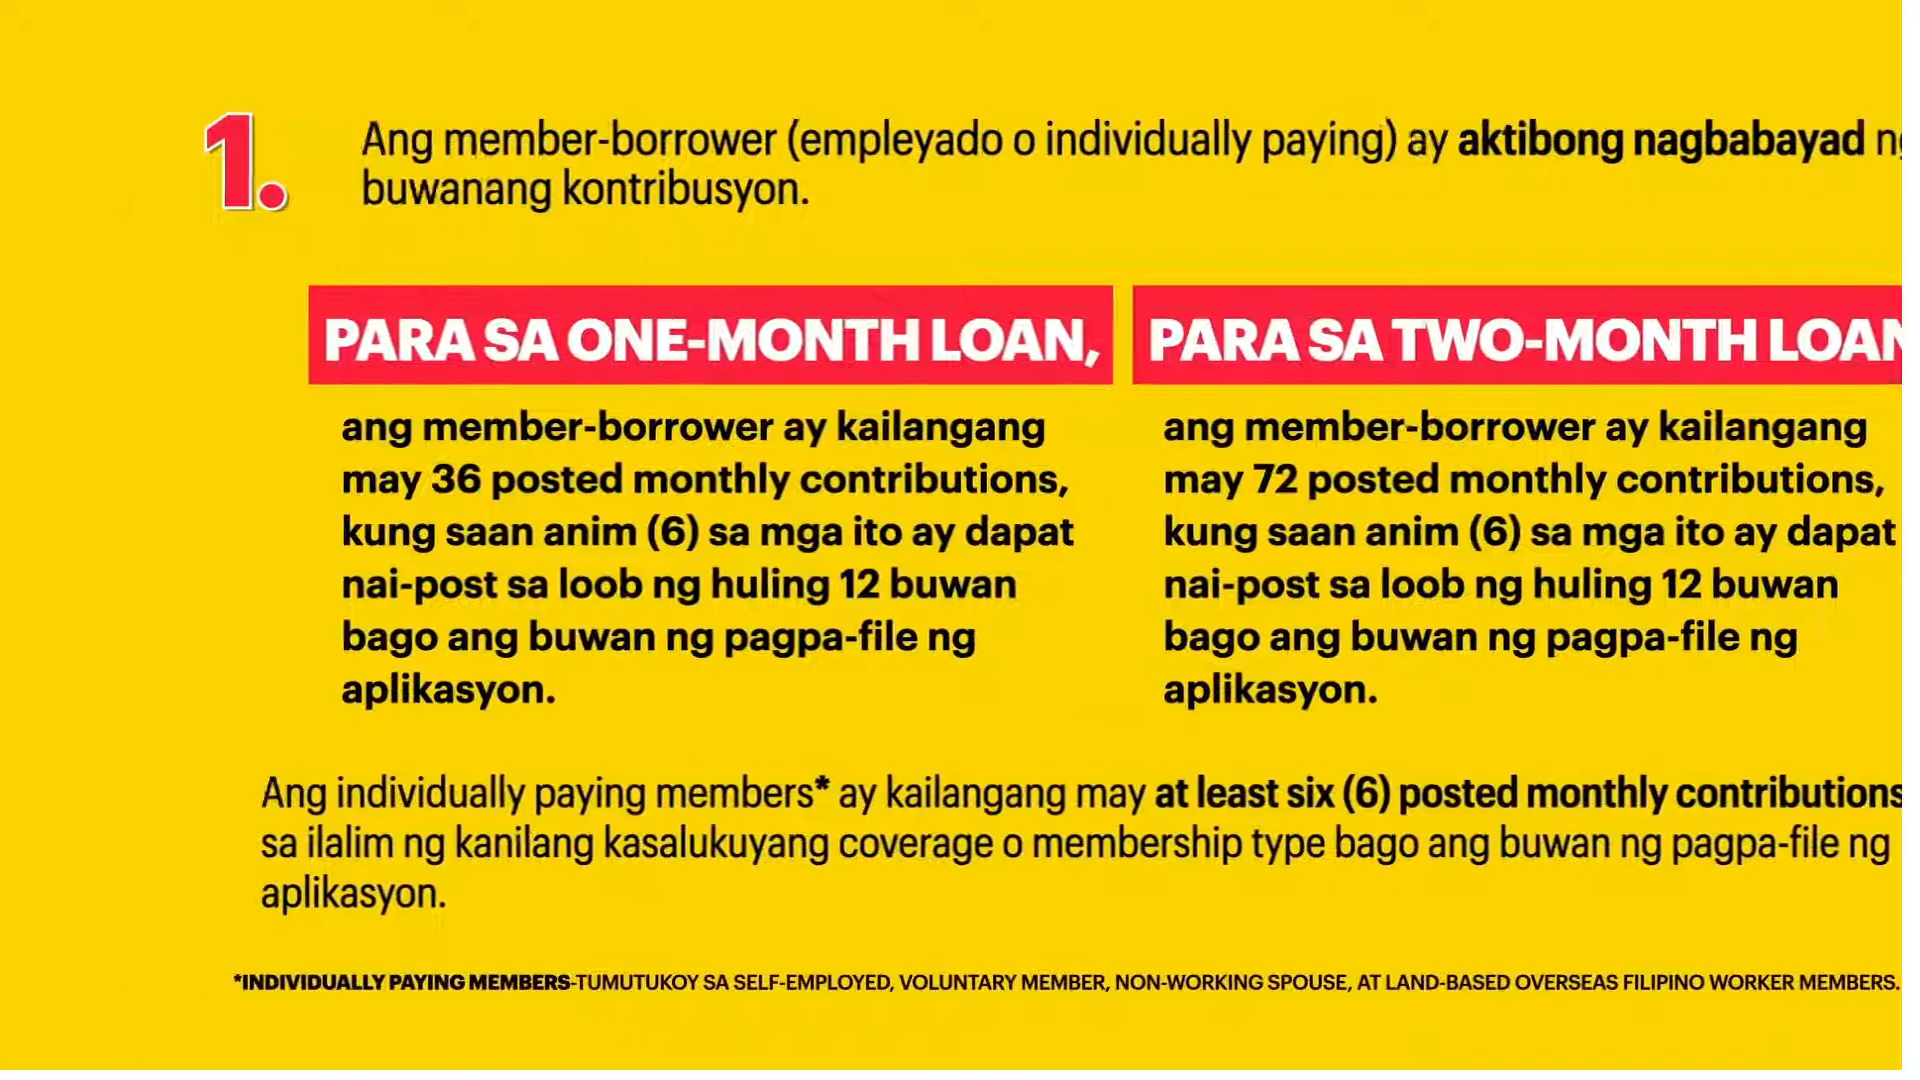 1.
Ang member-borrower (empleyado o individually paying) ay aktibong nagbabayad ng
buwanang kontribusyon.
PARA SA ONE-MONTH LOAN,
ang member-borrower ay kailangang
may 36 posted monthly contributions,
kung saan anim (6) sa mga ito ay dapat
nai-post sa loob ng huling 12 buwan
bago ang buwan ng pagpa-file ng
aplikasyon.
PARA SA TWO-MONTH LOAN
ang member-borrower ay kailangang
may 72 posted monthly contributions,
kung saan anim (6) sa mga ito ay dapat
nai-post sa loob ng huling 12 buwan
bago ang buwan ng pagpa-file ng
aplikasyon.
Ang individually paying members* ay kailangang may at least six (6) posted monthly contributions
sa ilalim ng kanilang kasalukuyang coverage o membership type bago ang buwan ng pagpa-file ng
aplikasyon.
*INDIVIDUALLY PAYING MEMBERS-TUMUTUKOY SA SELF-EMPLOYED, VOLUNTARY MEMBER, NON-WORKING SPOUSE, AT LAND-BASED OVERSEAS FILIPINO WORKER MEMBERS.